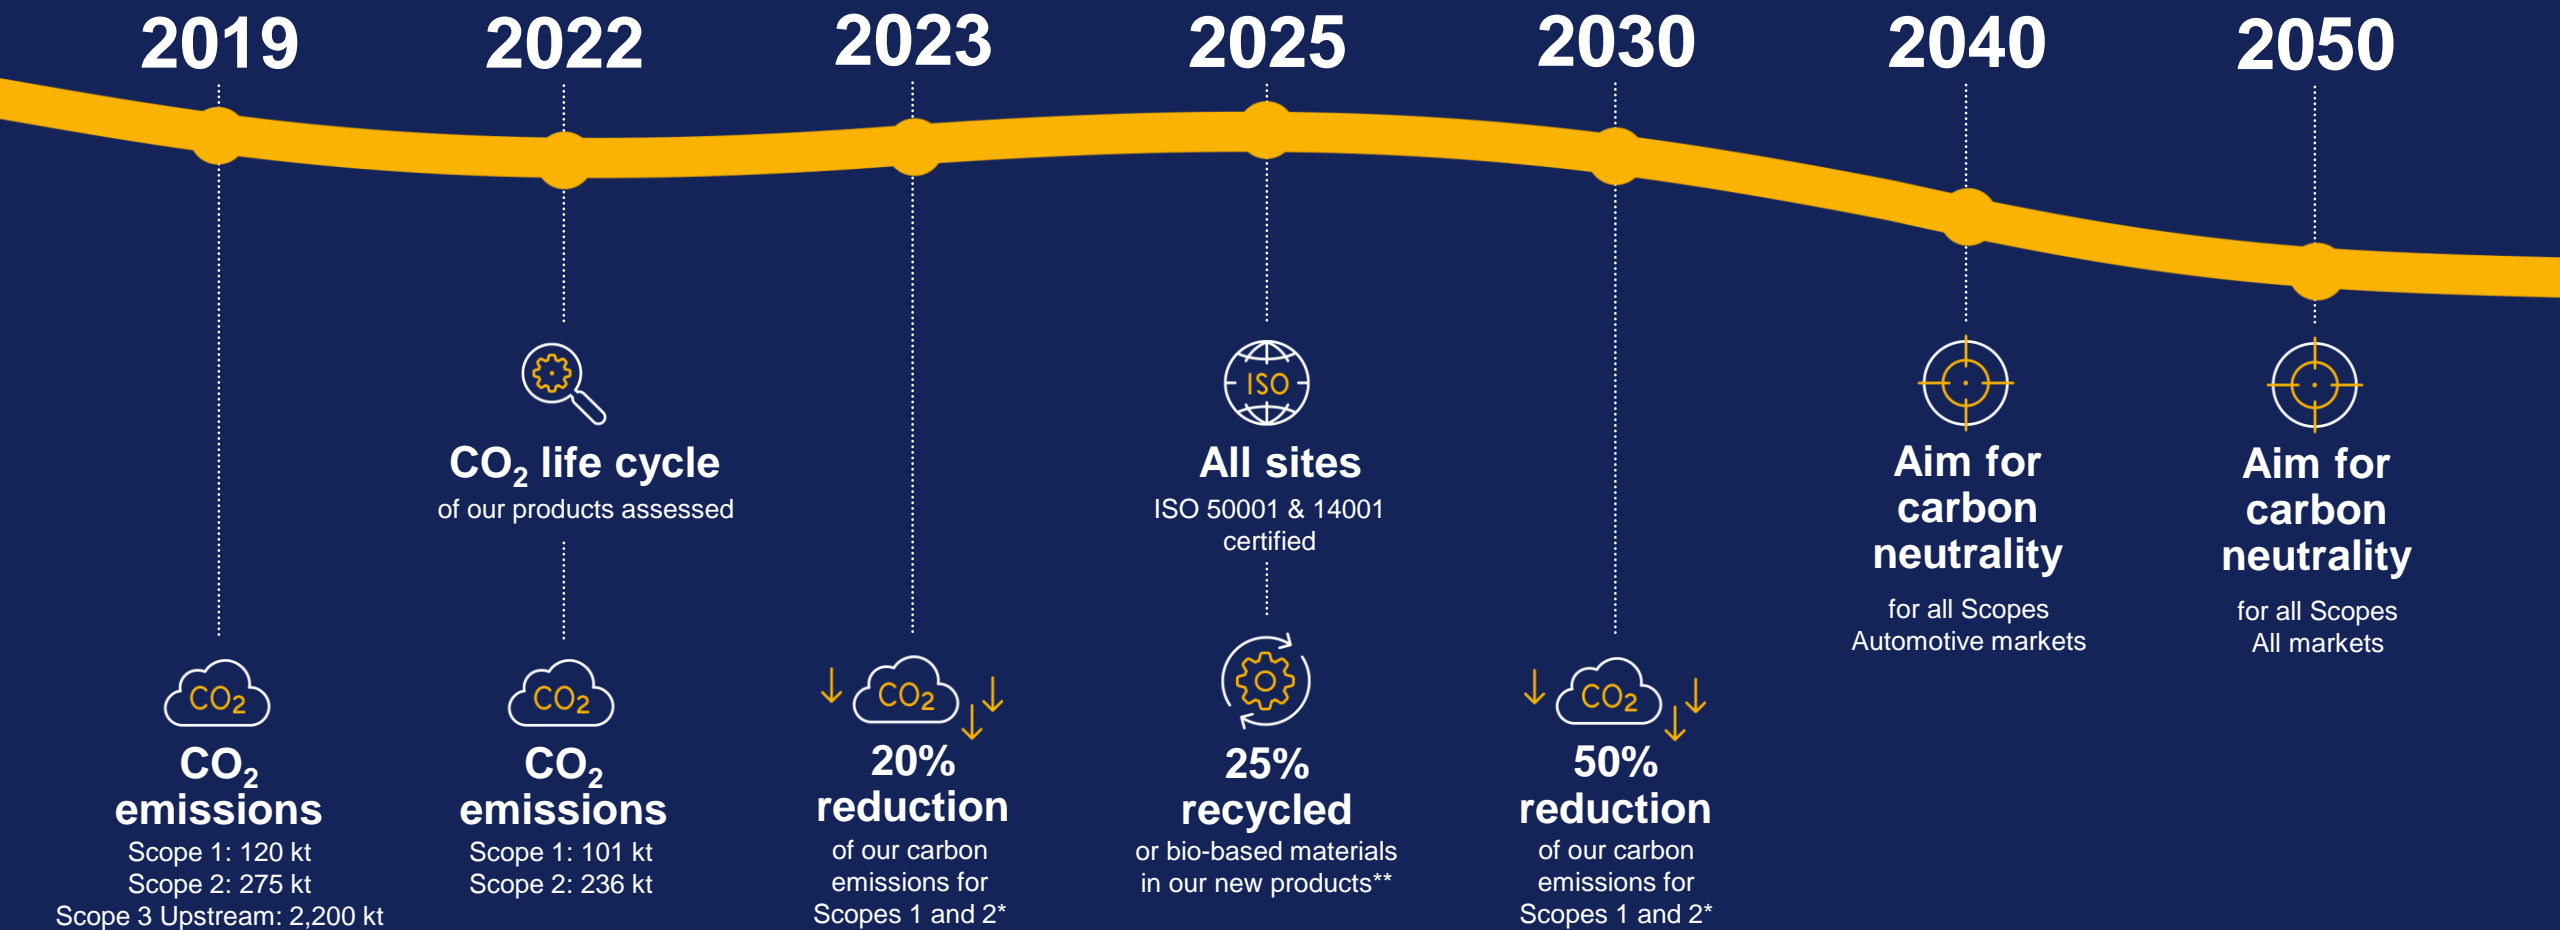 2019
CO2
CO2
emissions
Scope 1: 120 kt
Scope 2: 275 kt
Scope 3 Upstream: 2,200 kt
2022
CO2 life cycle
of our products assessed
CO2
CO2
emissions
Scope 1: 101 kt
Scope 2: 236 kt
2023
CO2
20%
reduction
of our carbon
emissions for
Scopes 1 and 2*
2025
ISO
All sites
ISO 50001 & 14001
certified
25%
recycled
or bio-based materials
in our new products**
2030
CO2
50%
reduction
of our carbon
emissions for
Scopes 1 and 2*
2040
Aim for
carbon
neutrality
for all Scopes
Automotive markets
2050
Aim for
carbon
neutrality
for all Scopes
All markets